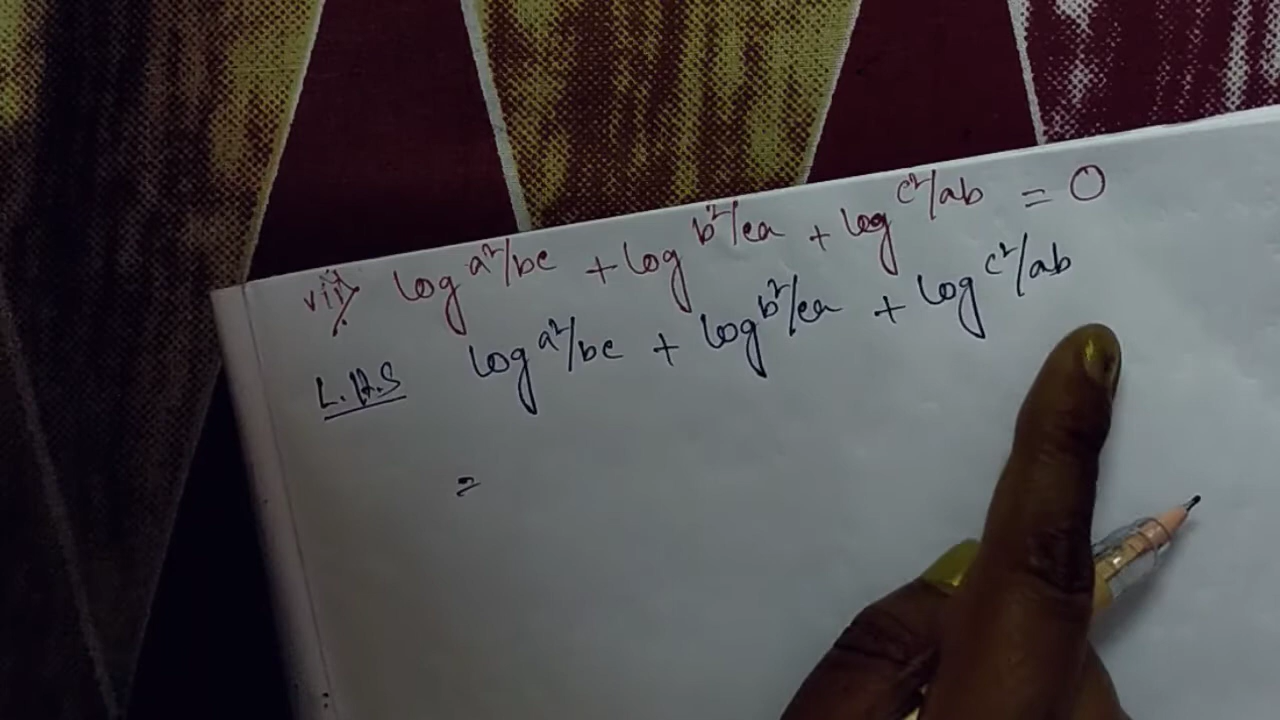 vii) log a²/bc + log b²/ca + log c²/ab = 0
L.H.S log a²/bc + log b²/ca + log c²/ab
=